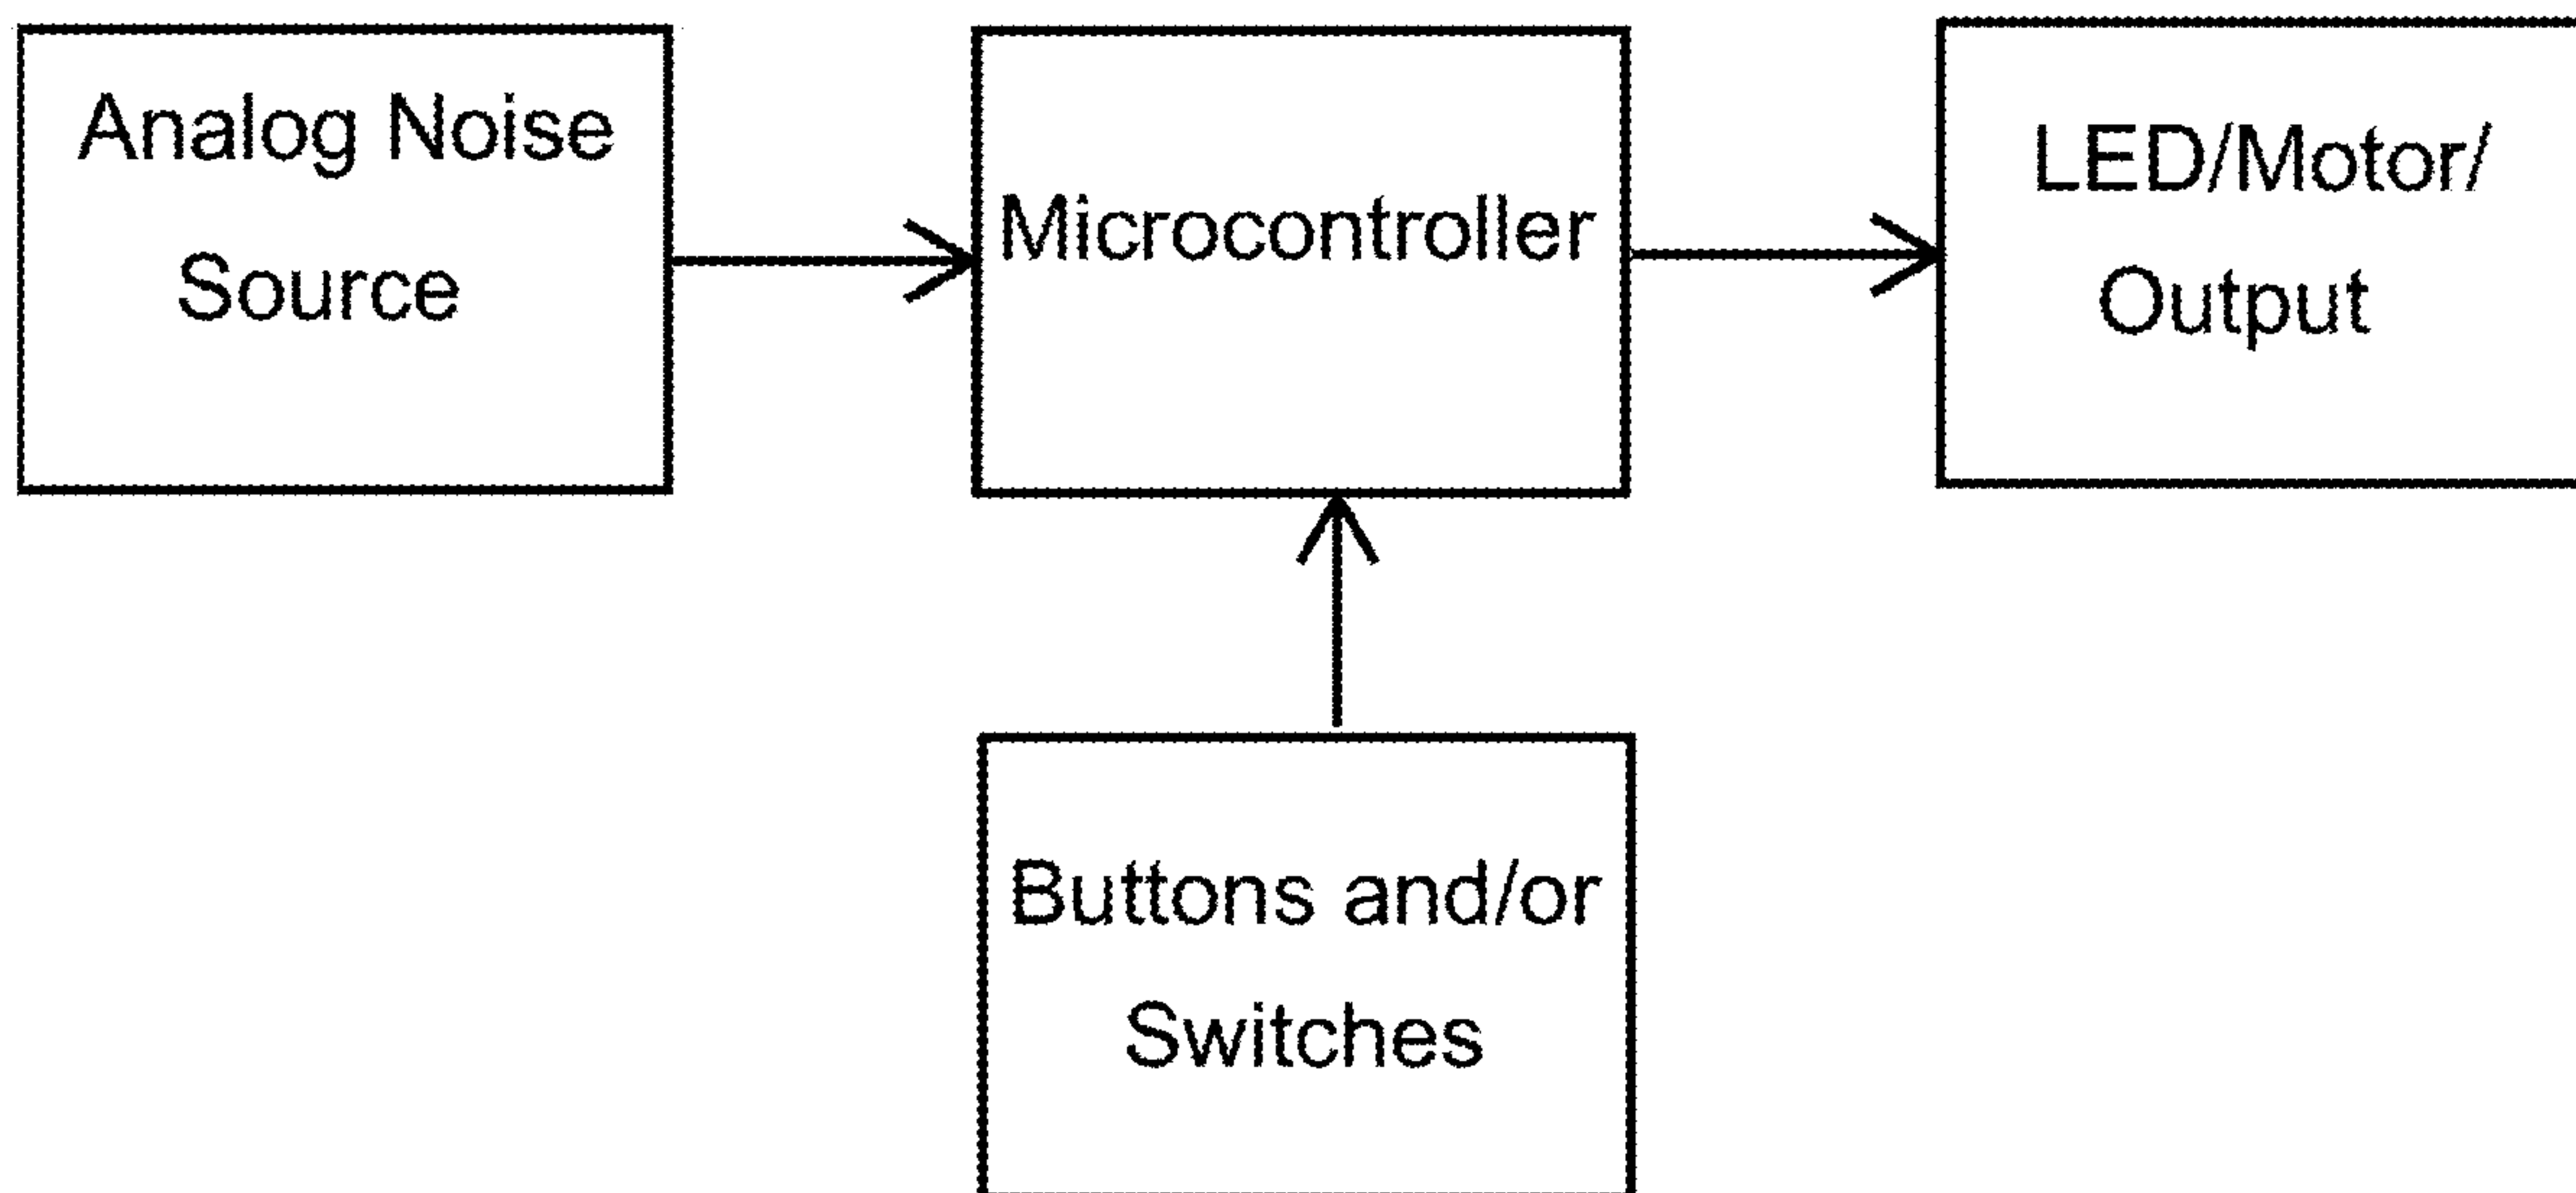 Analog Noise
Source
Microcontroller
LED/Motor/
Output
Buttons and/or
Switches